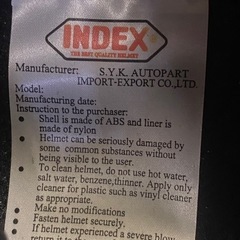 INDEX
THE BEST QUALITY HELMET
Manufacturer: S.Y.K. AUTOPART
IMPORT-EXPORT CO.,LTD.
Model:
Manufacturing date:
Instruction to the purchaser:
• Shell is made of ABS and liner is
made of nylon
• Helmet can be seriously damaged by
some common substances without
being visible to the user.
• To clean helmet, do not use hot water,
salt water, benzene,thinner. Apply only
cleaner for plastic such as vinyl cleaner
as appropriate.
• Make no modifications
• Fasten helmet securely.
• If helmet experienced a severe blow
return it to th